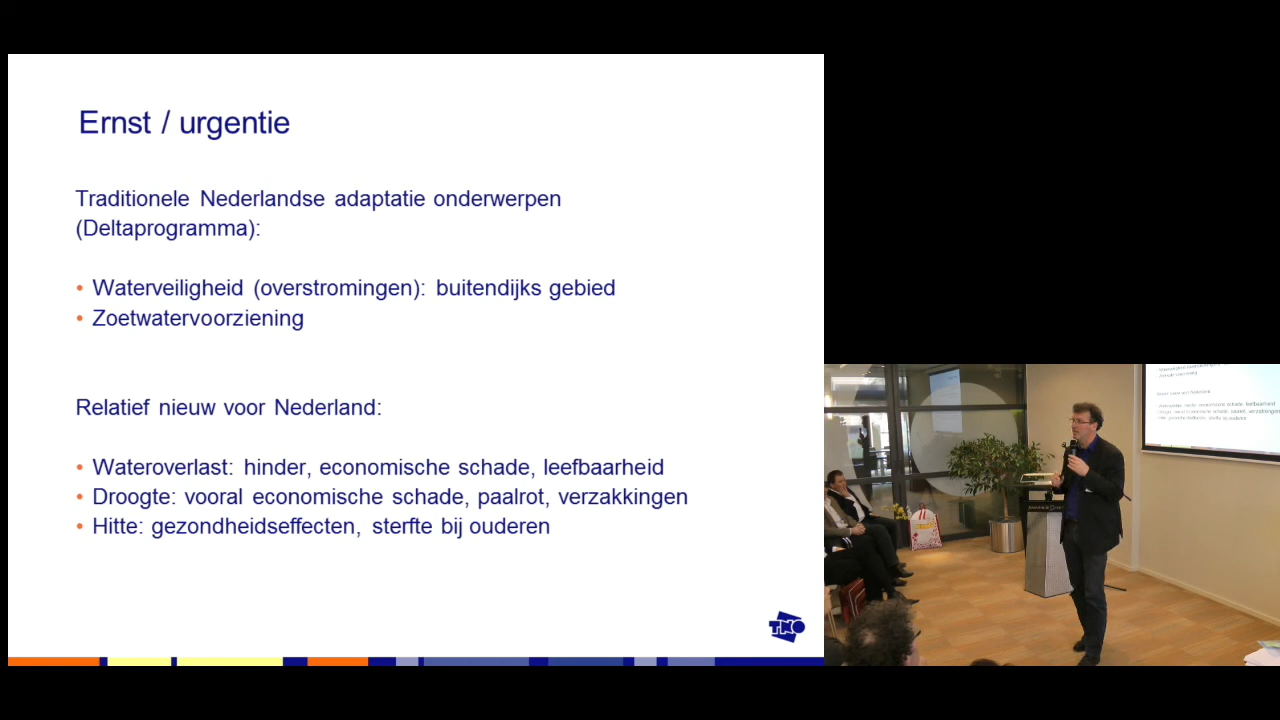 Ernst / urgentie
Traditionele Nederlandse adaptatie onderwerpen
(Deltaprogramma):
• Waterveiligheid (overstromingen): buitendijks gebied
• Zoetwatervoorziening
Relatief nieuw voor Nederland:
• Wateroverlast: hinder, economische schade, leefbaarheid
• Droogte: vooral economische schade, paalrot, verzakkingen
• Hitte: gezondheidseffecten, sterfte bij ouderen
TNO